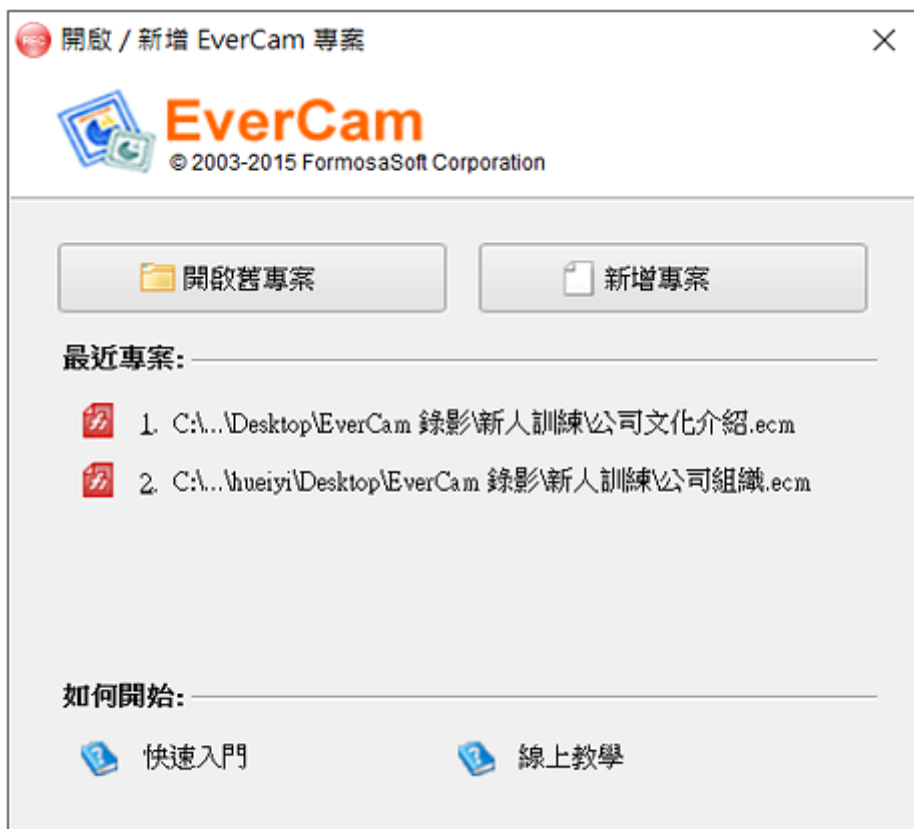 REC 開啟 / 新增 EverCam 專案
EverCam
© 2003-2015 FormosaSoft Corporation
開啟舊專案 新增專案
最近專案:
1. C:\...\Desktop\EverCam 錄影\新人訓練\公司文化介紹.ecm
2. C:\...\hueiyi\Desktop\EverCam 錄影\新人訓練\公司組織.ecm
如何開始:
快速入門 線上教學